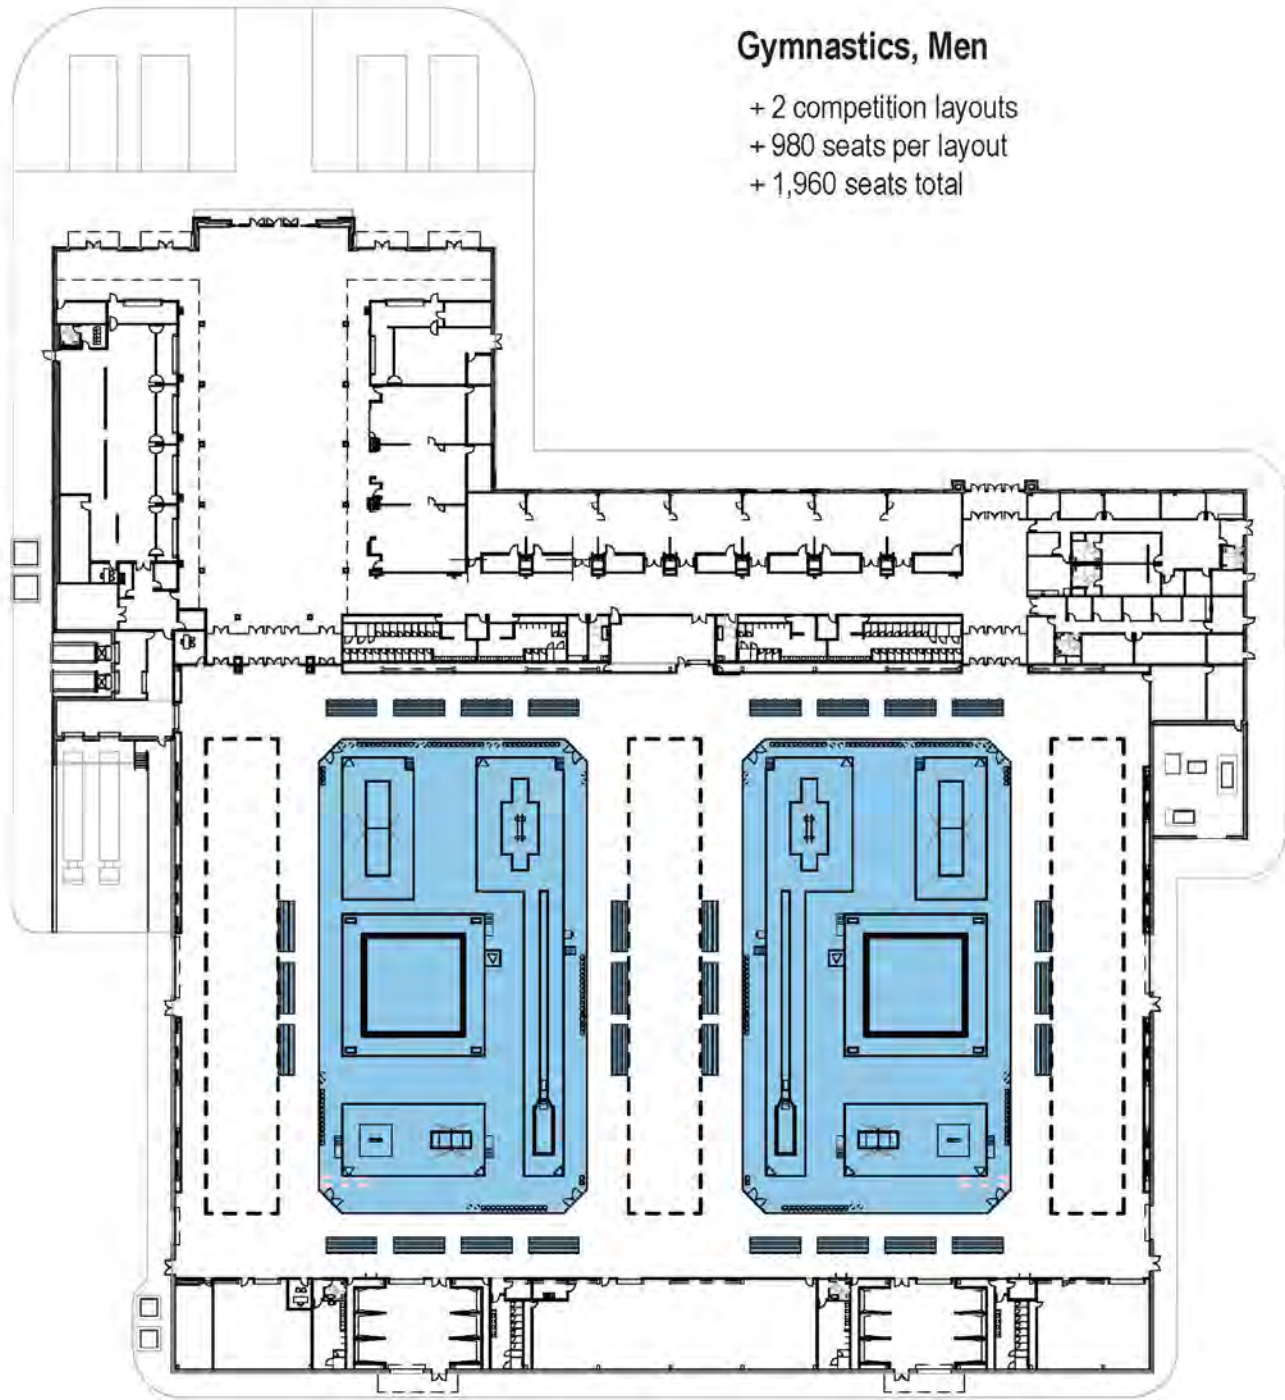 Gymnastics, Men
+ 2 competition layouts
+ 980 seats per layout
+ 1,960 seats total